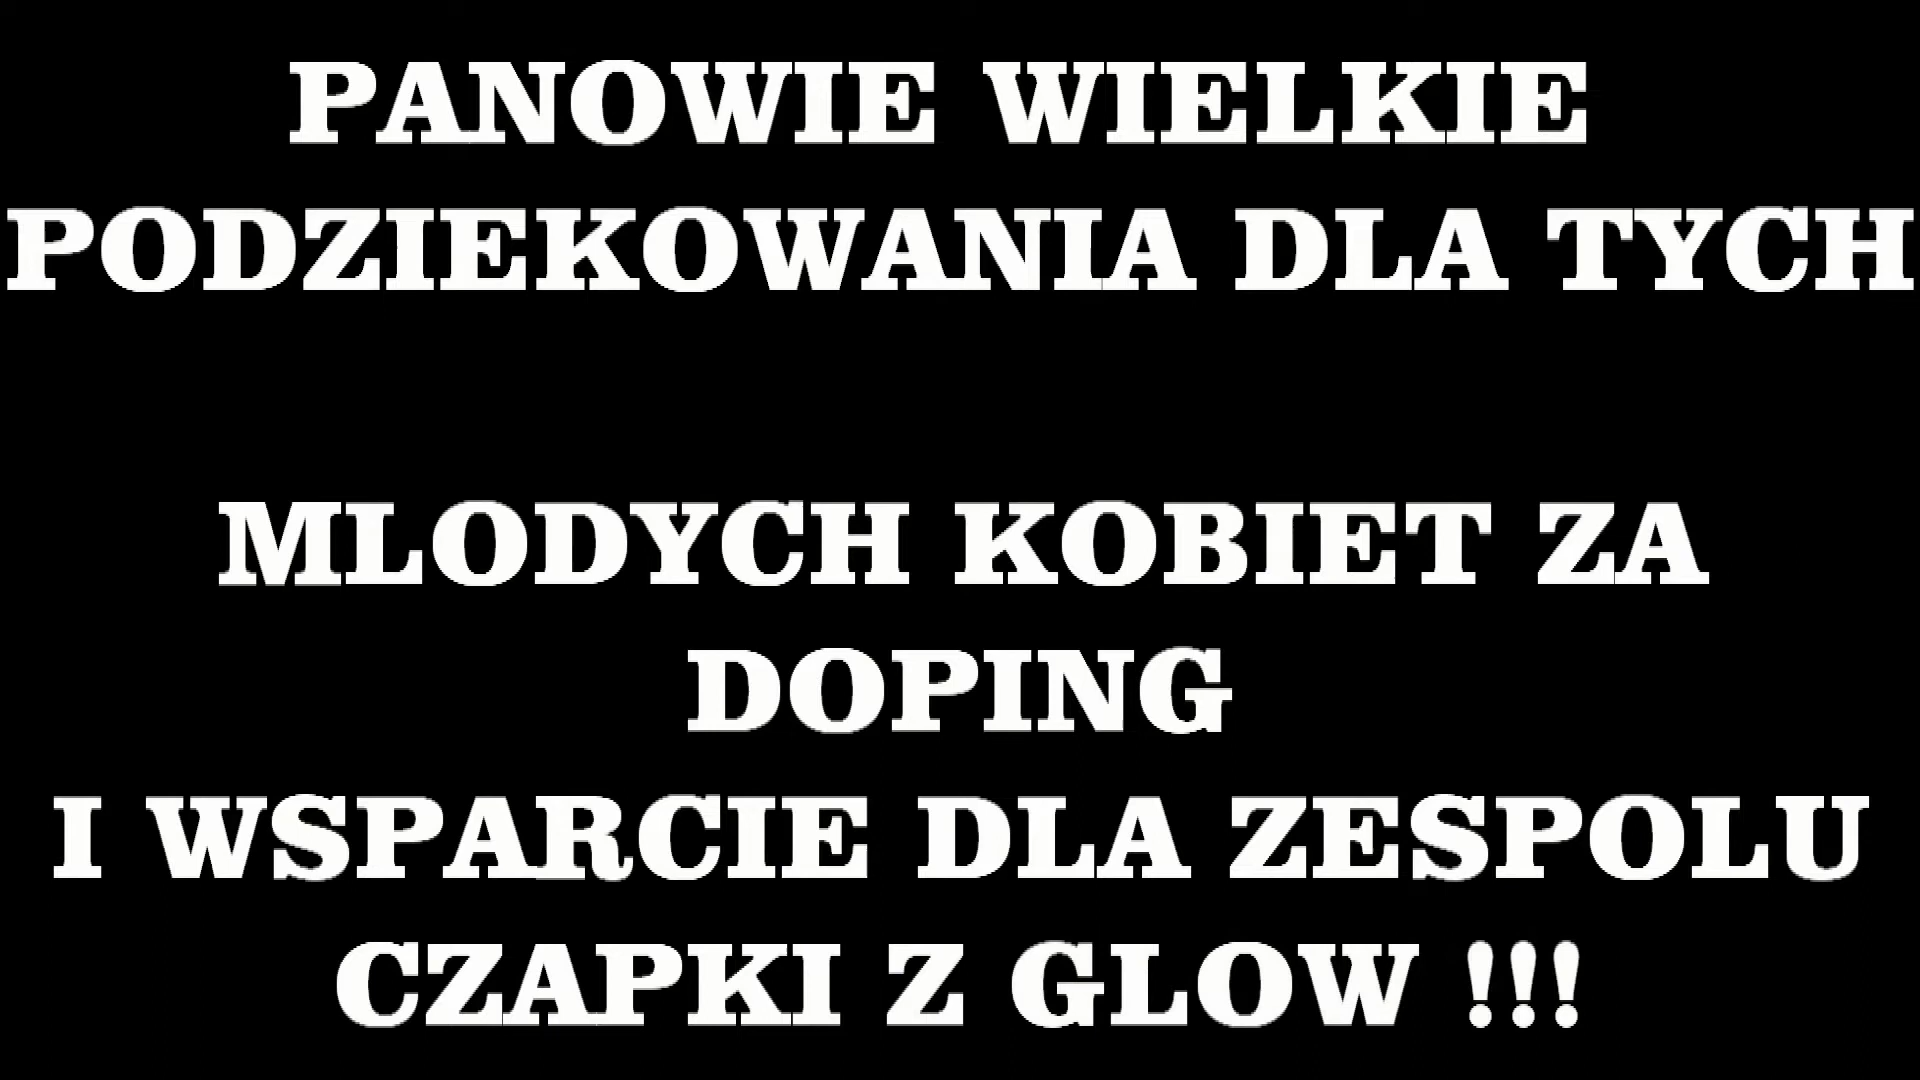 PANOWIE WIELKIE
PODZIEKOWANIA DLA TYCH
MLODYCH KOBIET ZA
DOPING
I WSPARCIE DLA ZESPOLU
CZAPKI Z GLOW !!!